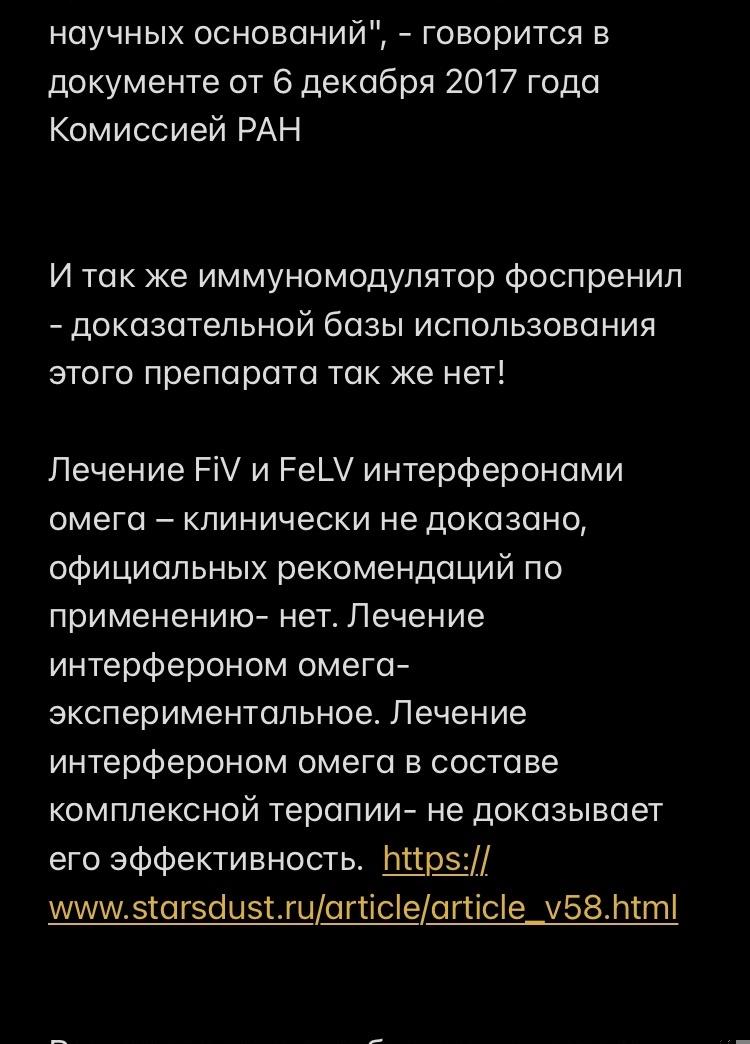 научных оснований", - говорится в
документе от 6 декабря 2017 года
Комиссией РАН
И так же иммуномодулятор фоспренил
- доказательной базы использования
этого препарата так же нет!
Лечение FiV и FeLV интерферонами
омега – клинически не доказано,
официальных рекомендаций по
применению- нет. Лечение
интерфероном омега-
экспериментальное. Лечение
интерфероном омега в составе
комплексной терапии- не доказывает
его эффективность.  https://
www.starsdust.ru/article/article_v58.html